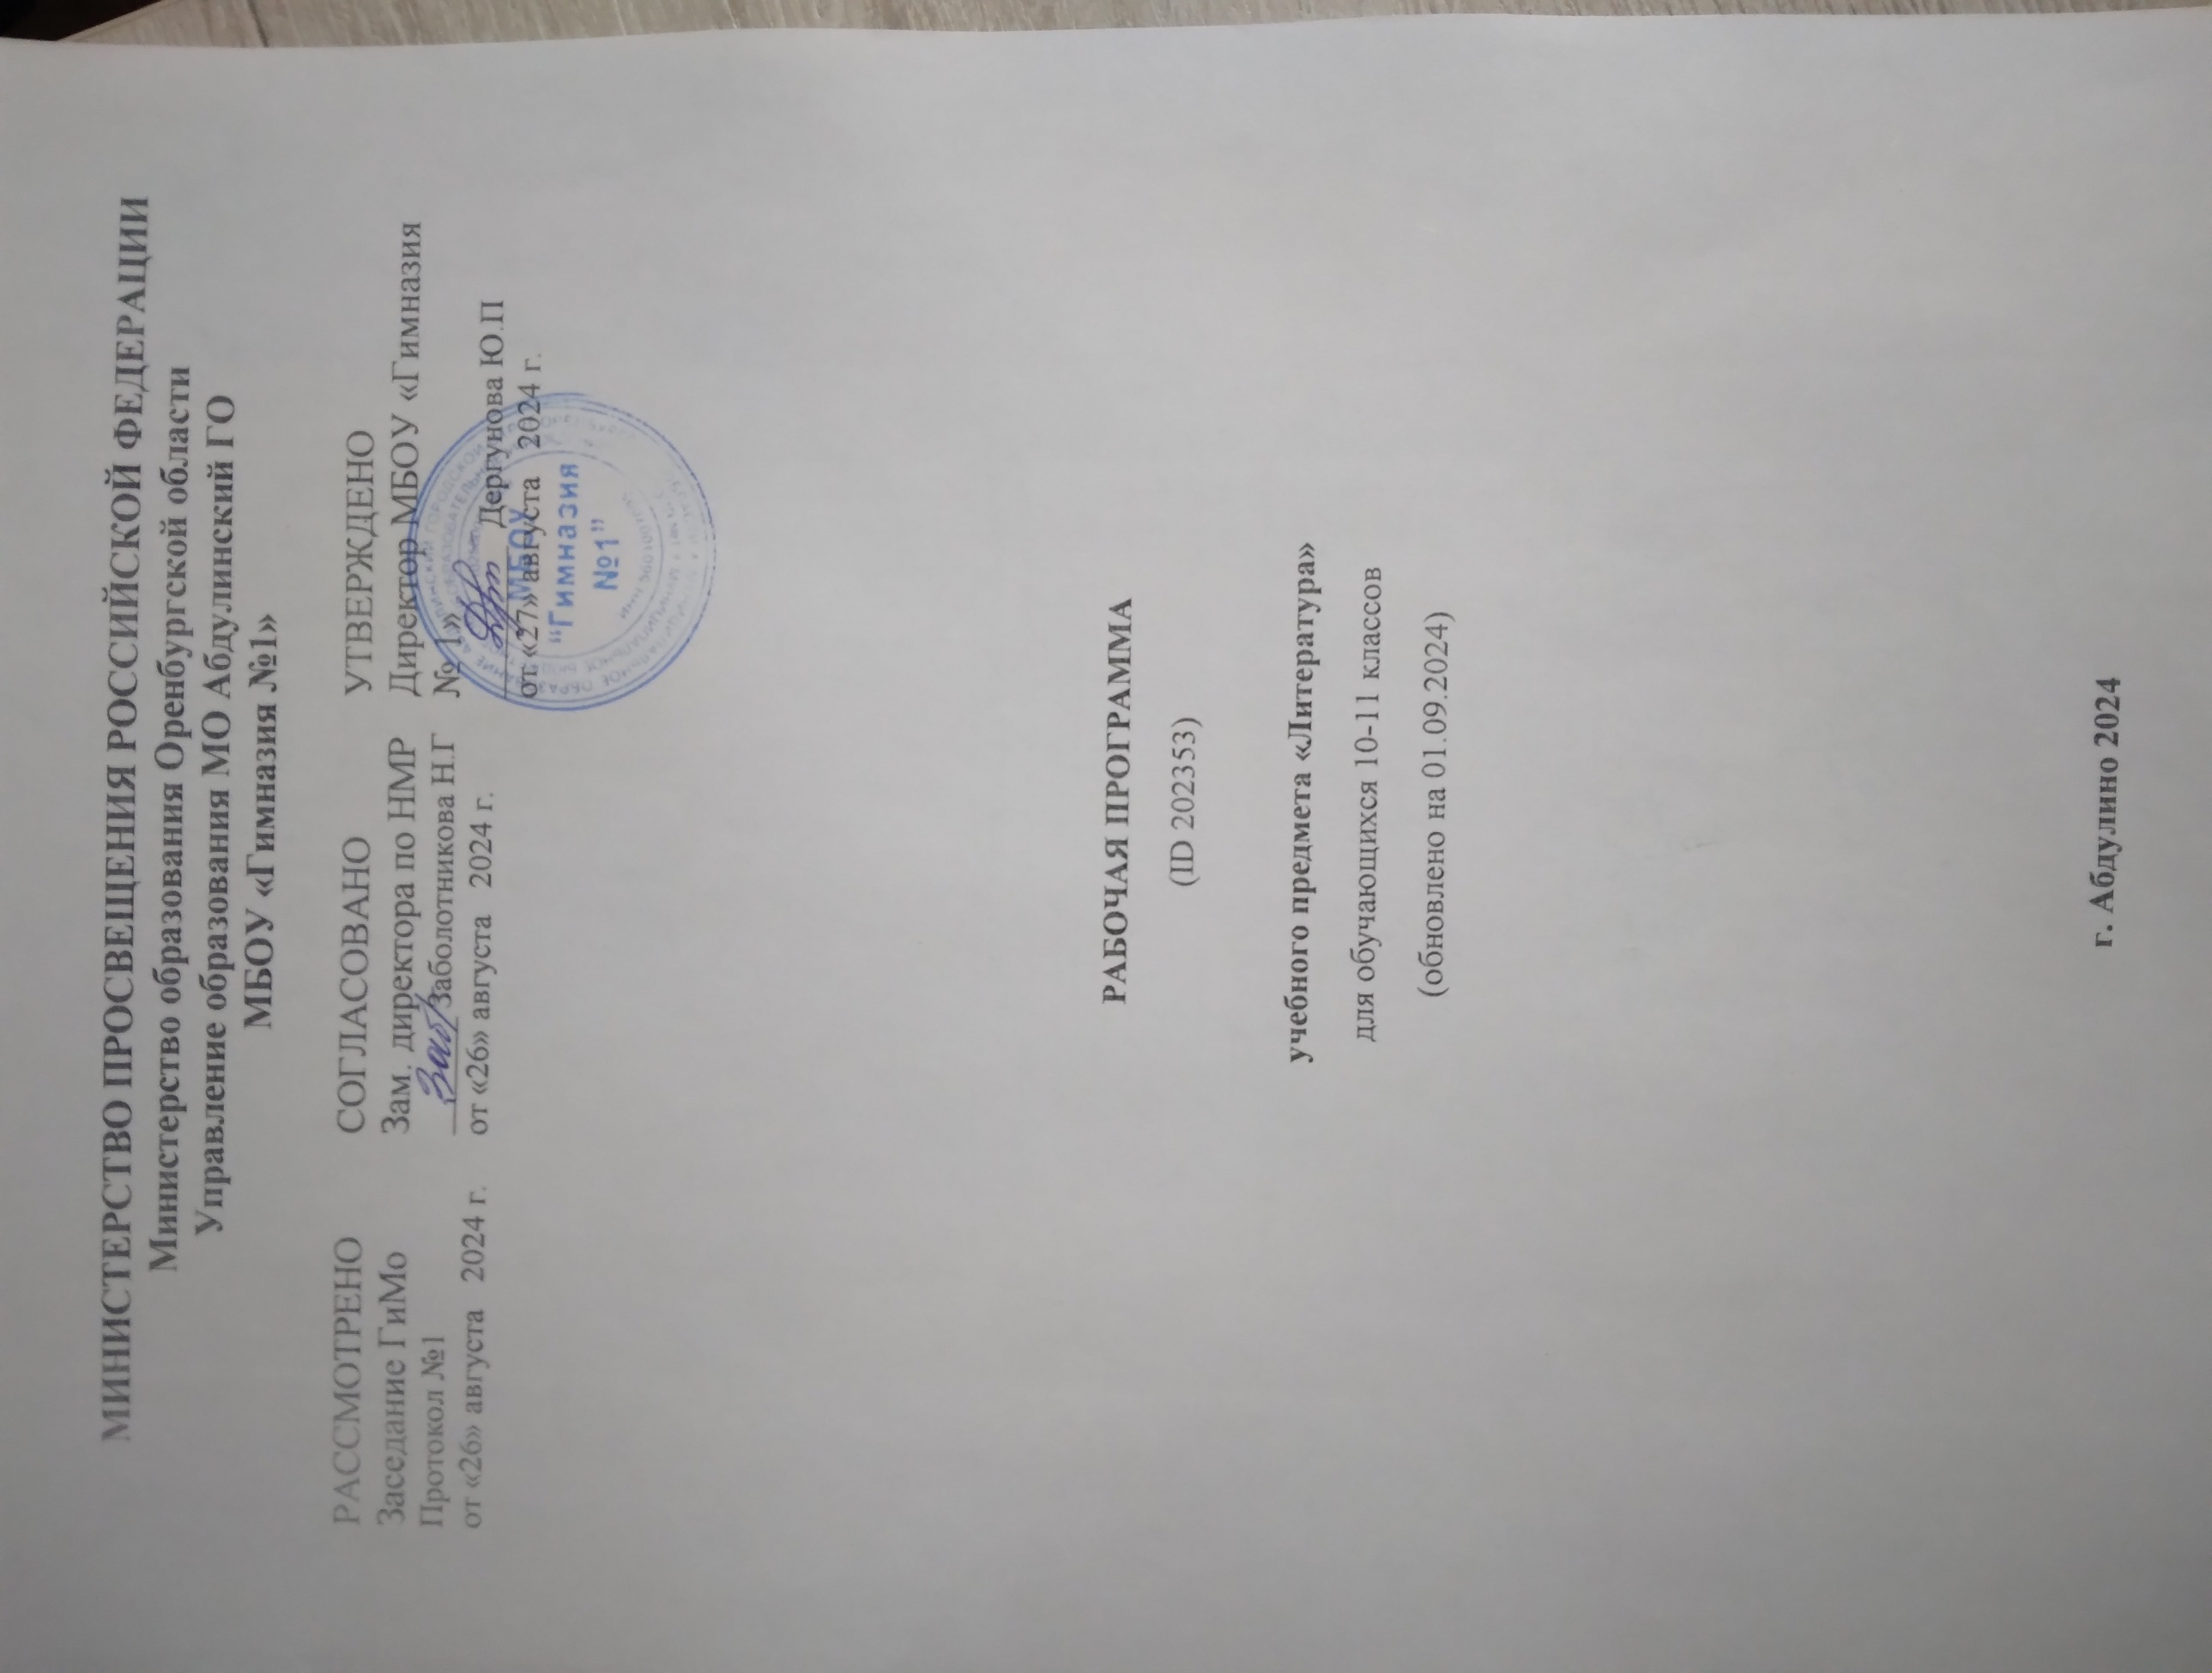 МИНИСТЕРСТВО ПРОСВЕЩЕНИЯ РОССИЙСКОЙ ФЕДЕРАЦИИ
Министерство образования Оренбургской области
Управление образования МО Абдулинский ГО
МБОУ «Гимназия №1»
РАССМОТРЕНО
Заседание ГиМо
Протокол №1
от «26» августа 2024 г.
СОГЛАСОВАНО
Зам. директора по НМР
Заболотникова Н.Г
от «26» августа 2024 г.
УТВЕРЖДЕНО
Директор МБОУ «Гимназия
№ 1»
Дергунова Ю.П
от «27» августа 2024 г.
МБОУ
"Гимназия
№1"
РАБОЧАЯ ПРОГРАММА
(ID 202353)
учебного предмета «Литература»
для обучающихся 10-11 классов
(обновлено на 01.09.2024)
г. Абдулино 2024